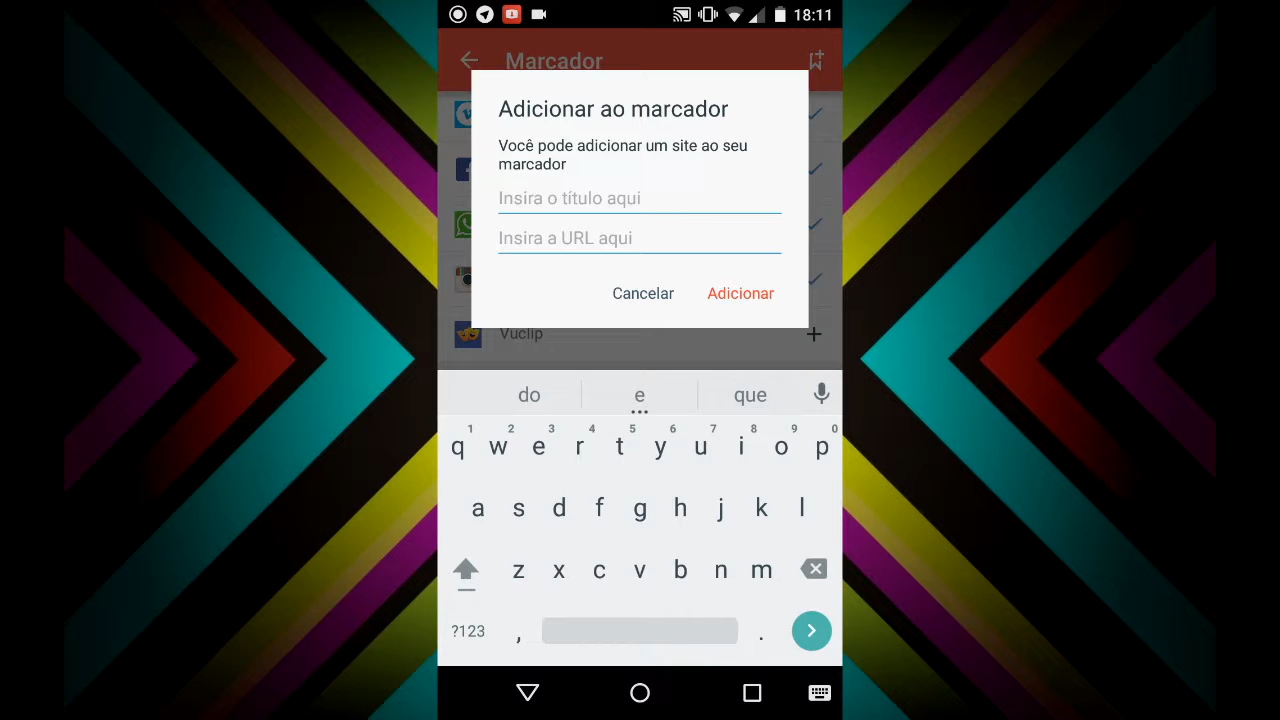 18:11
Marcador
Adicionar ao marcador
Você pode adicionar um site ao seu
marcador
Insira o título aqui
Insira a URL aqui
Cancelar Adicionar
Vuclip
do e que
1 2 3 4 5 6 7 8 9 0
q w e r t y u i o p
a s d f g h j k l
z x c v b n m
?123 , .